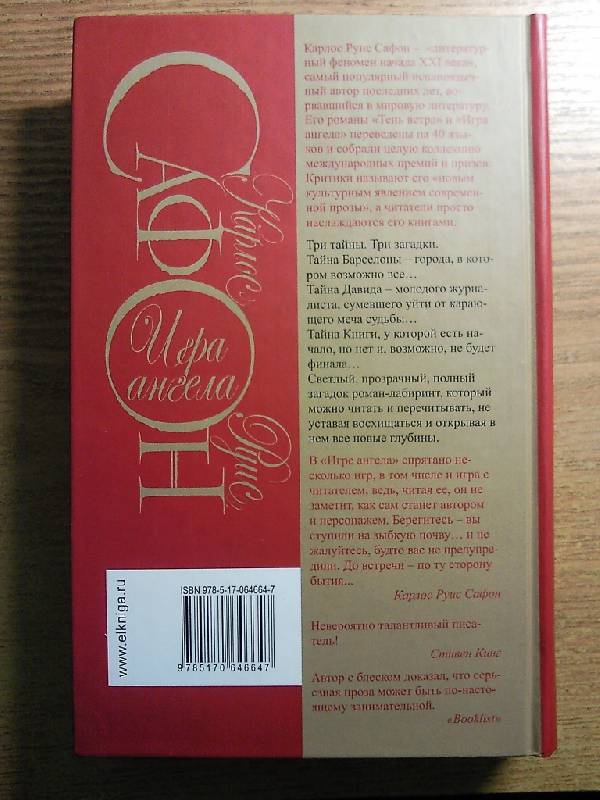 САФОН
Карлос
Руис
Игра
ангела
Карлос Руис Сафон – «литератур-
ный феномен начала XXI века»,
самый популярный испаноязыч-
ный автор последних лет, во-
рвавшийся в мировую литературу.
Его романы «Тень ветра» и «Игра
ангела» переведены на 40 язы-
ков и собрали целую коллекцию
международных премий и призов.
Критики называют его «новым
культурным явлением современ-
ной прозы», а читатели просто
наслаждаются его книгами.
Три тайны. Три загадки.
Тайна Барселоны – города, в кото-
ром возможно все…
Тайна Давида – молодого журна-
листа, сумевшего уйти от караю-
щего меча судьбы…
Тайна Книги, у которой есть на-
чало, но нет и, возможно, не будет
финала…
Светлый, прозрачный, полный
загадок роман-лабиринт, который
можно читать и перечитывать, не
уставая восхищаться и открывая в
нем все новые глубины.
В «Игре ангела» спрятано не-
сколько игр, в том числе и игра с
читателем, ведь, читая ее, он не
заметит, как сам станет автором
и персонажем. Берегитесь – вы
ступили на зыбкую почву… и не
жалуйтесь, будто вас не предупре-
дили. До встречи – по ту сторону
бытия...
Карлос Руис Сафон
Невероятно талантливый писа-
тель!
Стивен Кинг
Автор с блеском доказал, что серь-
езная проза может быть по-насто-
ящему занимательной.
«Booklist»
www.elkniga.ru
ISBN 978-5-17-064664-7
9 785170 646647